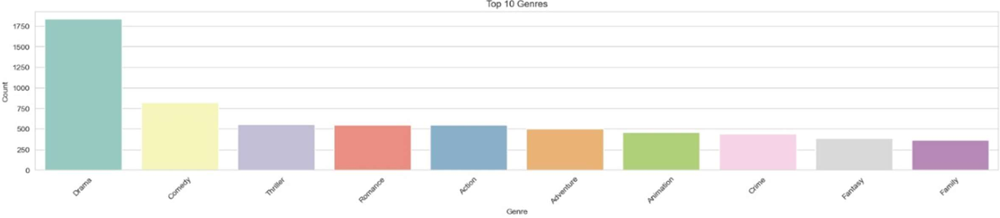 Top 10 Genres
Count
1750
1500
1250
1000
750
500
250
0
Drama
Comedy
Thriller
Romance
Action
Adventure
Animation
Crime
Fantasy
Family
Genre